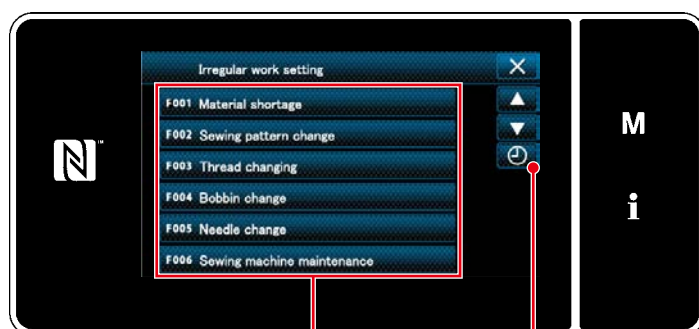 Irregular work setting
F001 Material shortage
F002 Sewing pattern change
F003 Thread changing
F004 Bobbin change
F005 Needle change
F006 Sewing machine maintenance
N™
M
i